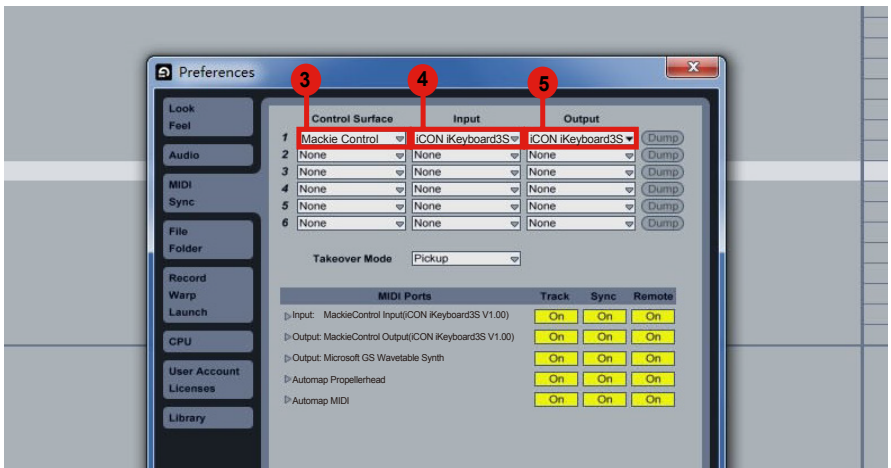 Preferences
X
3
4
5
Look
Feel
Audio
MIDI
Sync
File
Folder
Record
Warp
Launch
CPU
User Account
Licenses
Library
Control Surface Input Output
1 Mackie Control iCON iKeyboard3S iCON iKeyboard3S Dump
2 None None None Dump
3 None None None Dump
4 None None None Dump
5 None None None Dump
6 None None None Dump
Takeover Mode Pickup
MIDI Ports Track Sync Remote
Input: MackieControl Input(iCON iKeyboard3S V1.00) On On On
Output: MackieControl Output(iCON iKeyboard3S V1.00) On On On
Output: Microsoft GS Wavetable Synth On On On
Automap Propellerhead On On On
Automap MIDI On On On